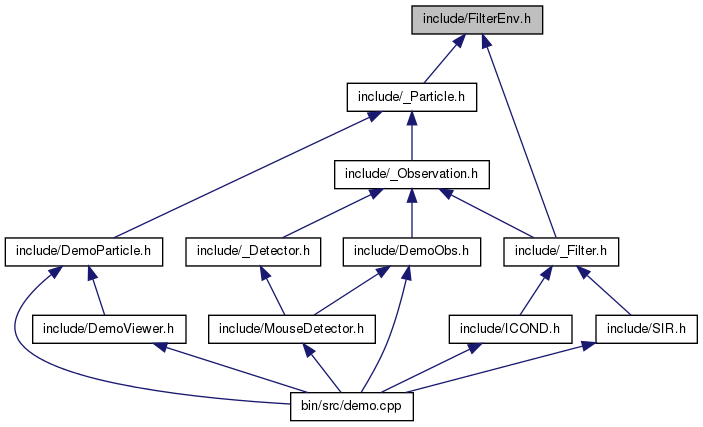 include/FilterEnv.h
include/_Particle.h
include/_Observation.h
include/DemoParticle.h
include/_Detector.h
include/DemoObs.h
include/_Filter.h
include/DemoViewer.h
include/MouseDetector.h
include/ICOND.h
include/SIR.h
bin/src/demo.cpp